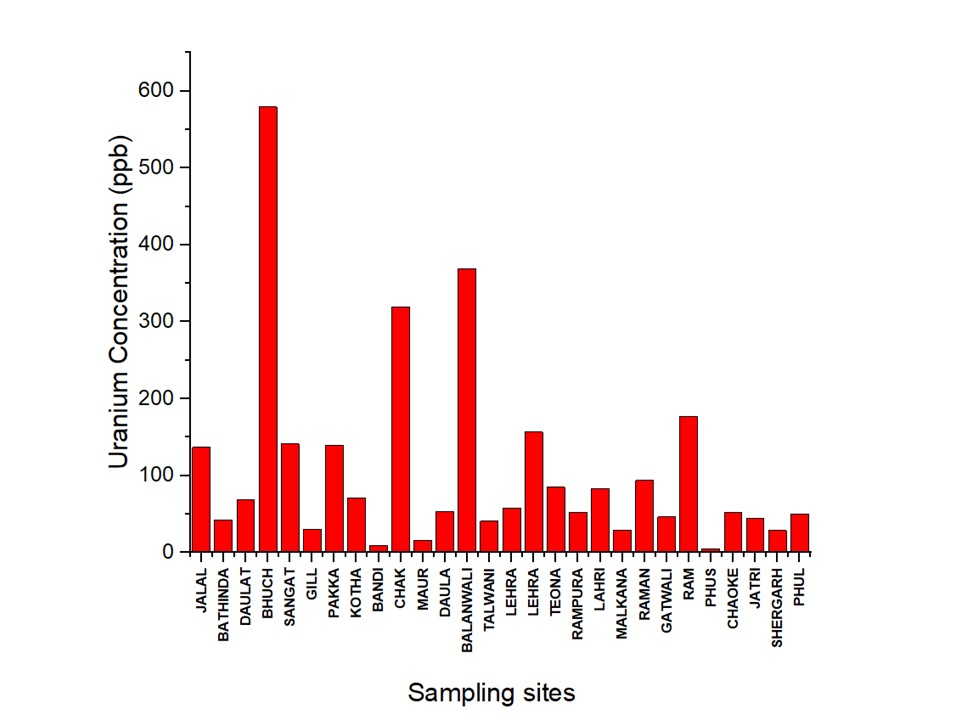 Uranium Concentration (ppb)
600
500
400
300
200
100
0
JALAL
BATHINDA
DAULAT
BHUCH
SANGAT
GILL
PAKKA
KOTHA
BANDI
CHAK
MAUR
DAULA
BALANWALI
TALWANI
LEHRA
LEHRA
TEONA
RAMPURA
LAHRI
MALKANA
RAMAN
GATWALI
RAM
PHUS
CHAOKE
JATRI
SHERGARH
PHUL
Sampling sites